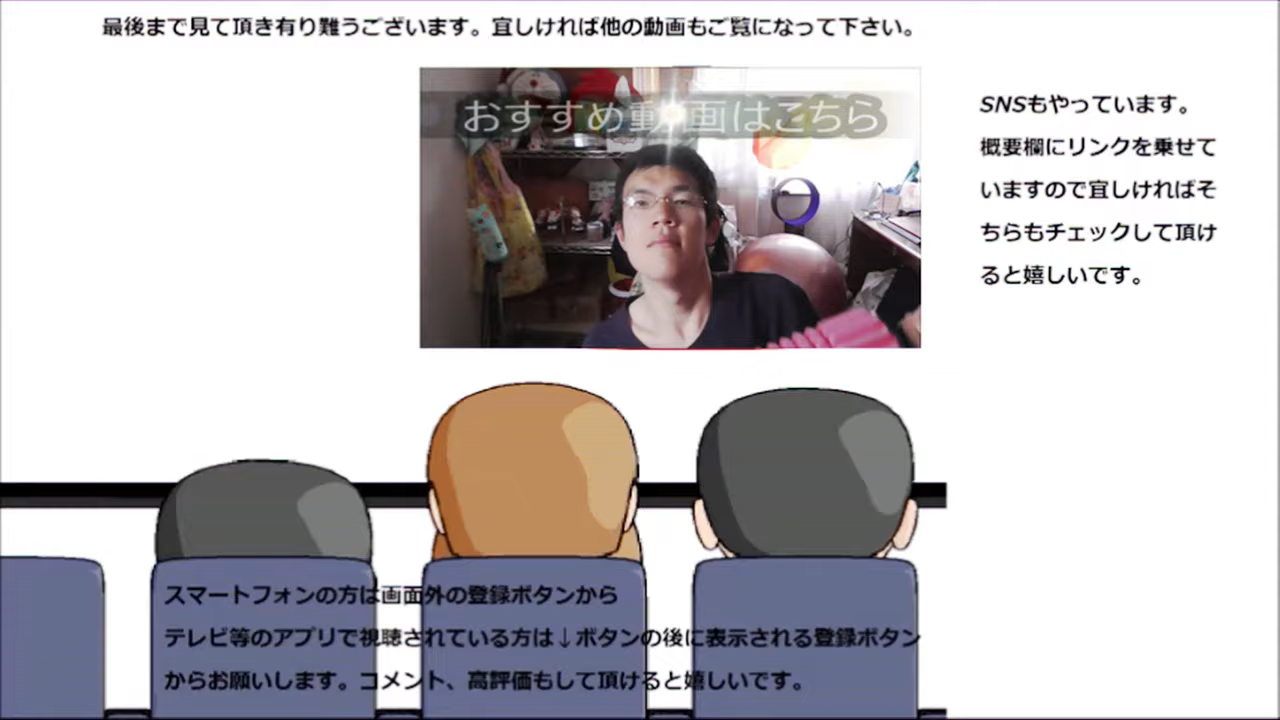 最後まで見て頂き有り難うございます。宜しければ他の動画もご覧になって下さい。
おすすめ動画はこちら
SNSもやっています。
概要欄にリンクを乗せて
いますので宜しければそ
ちらもチェックして頂け
ると嬉しいです。
スマートフォンの方は画面外の登録ボタンから
テレビ等のアプリで視聴されている方は↓ボタンの後に表示される登録ボタン
からお願いします。コメント、高評価もして頂けると嬉しいです。